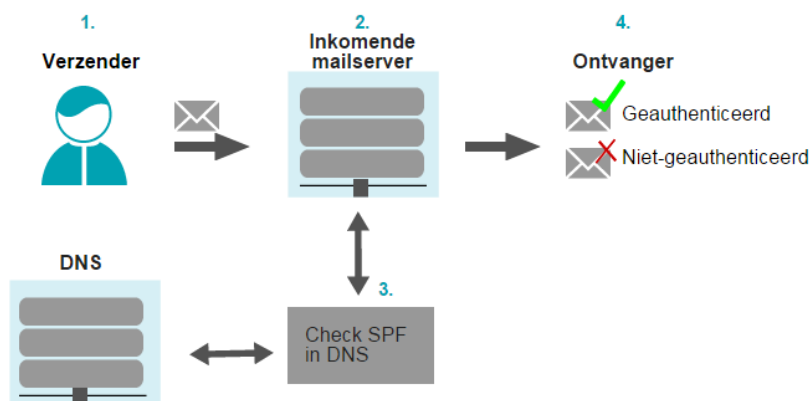 1.
Verzender
2.
Inkomende
mailserver
4.
Ontvanger
Geauthenticeerd
Niet-geauthenticeerd
DNS
3.
Check SPF
in DNS